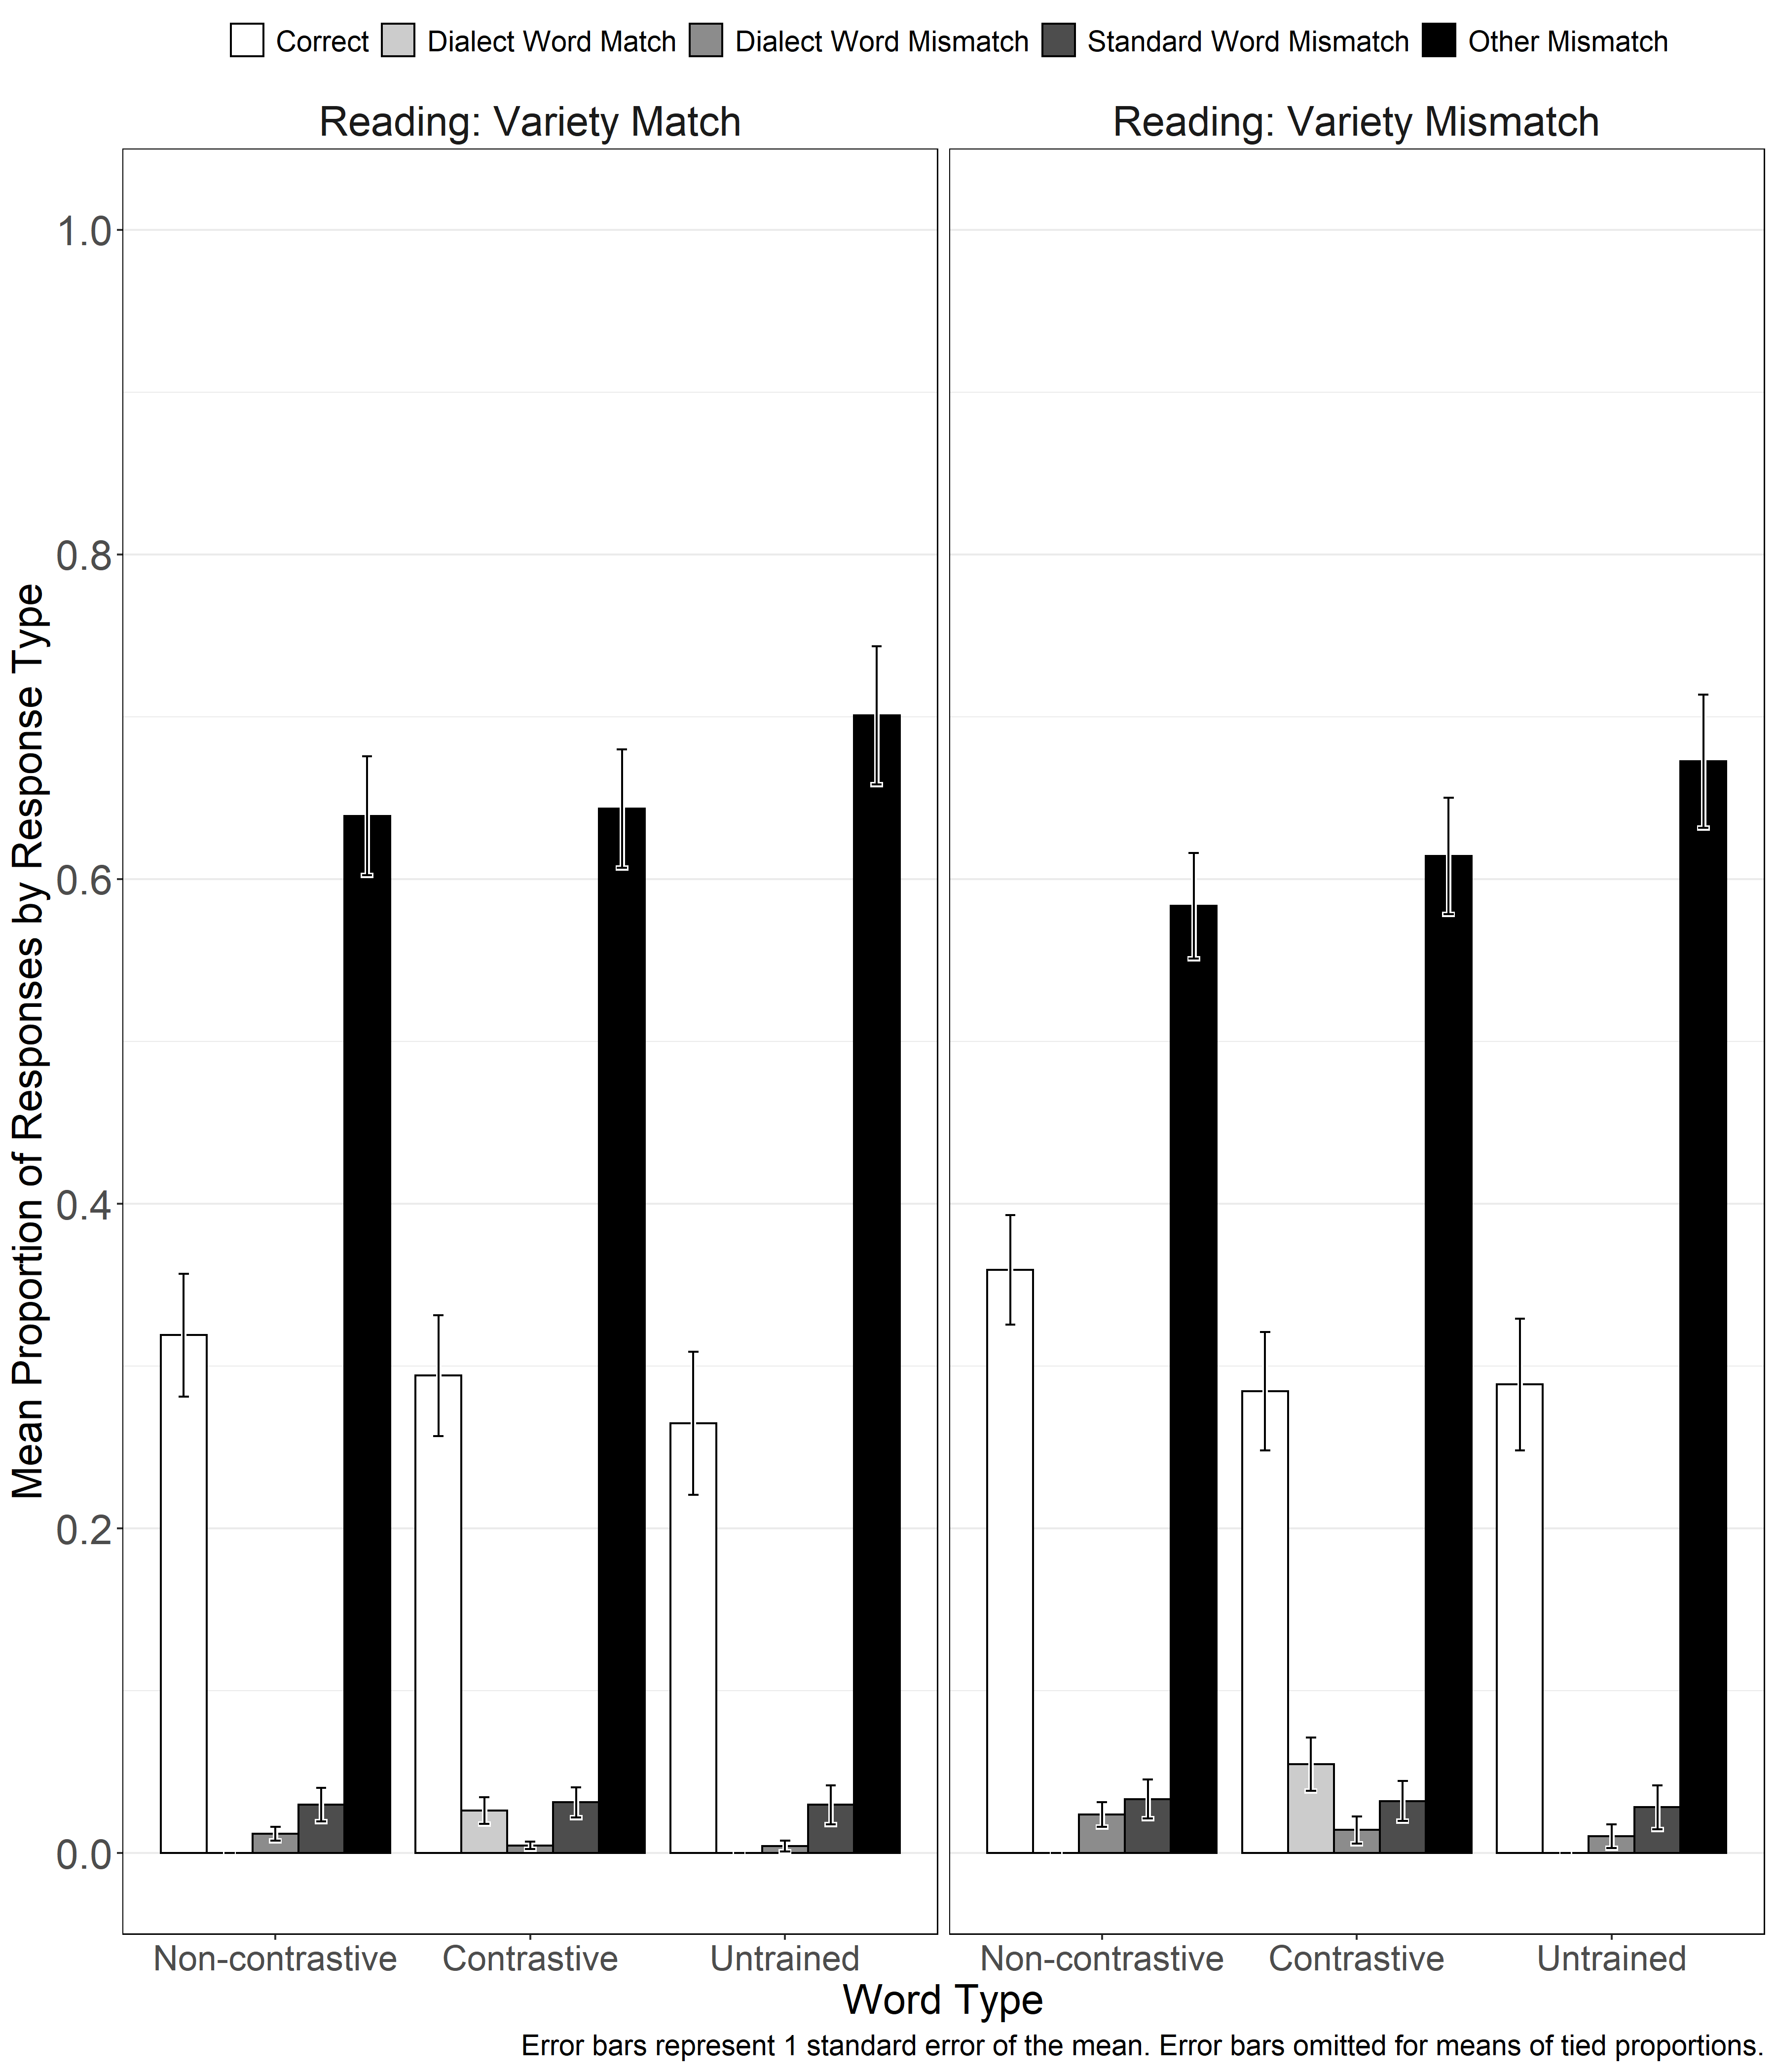 Correct Dialect Word Match Dialect Word Mismatch Standard Word Mismatch Other Mismatch
Reading: Variety Match
Reading: Variety Mismatch
Mean Proportion of Responses by Response Type
1.0
0.8
0.6
0.4
0.2
0.0
Non-contrastive Contrastive Untrained
Non-contrastive Contrastive Untrained
Word Type
Error bars represent 1 standard error of the mean. Error bars omitted for means of tied proportions.